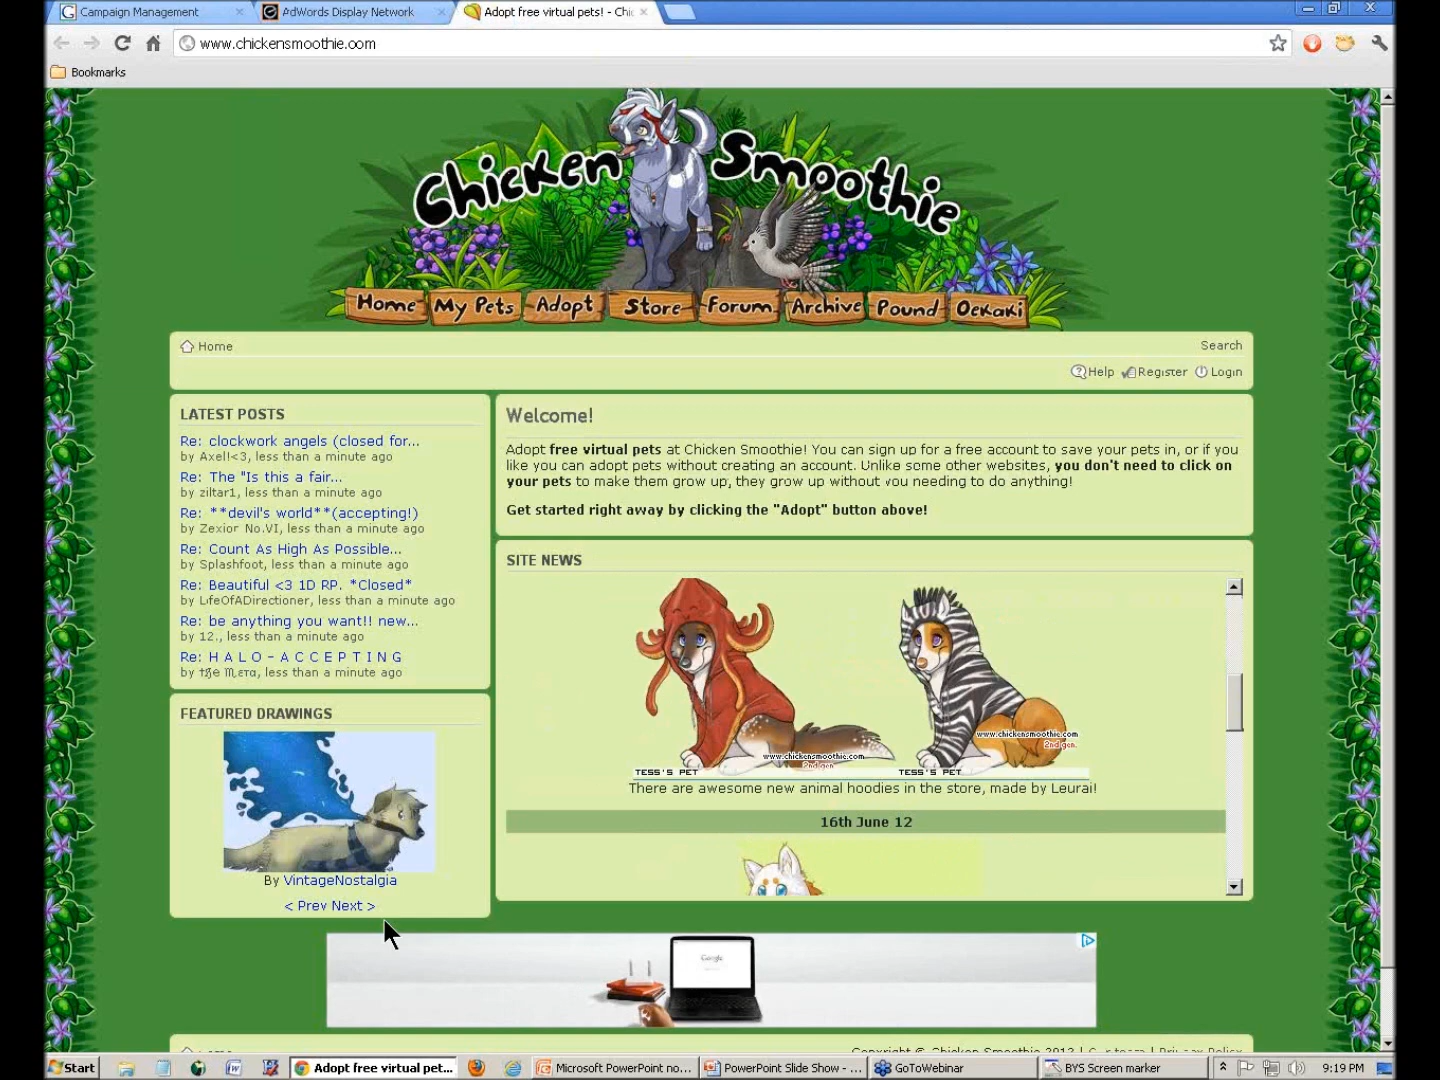 Campaign Management
AdWords Display Network
Adopt free virtual pets! - Chic
www.chickensmoothie.com
Bookmarks
Chicken Smoothie
Home My Pets Adopt Store Forum Archive Pound Oekaki
Home
Search
Help Register Login
LATEST POSTS
Re: clockwork angels (closed for...
by Axel!<3, less than a minute ago
Re: The "Is this a fair...
by ziltar1, less than a minute ago
Re: **devil's world**(accepting!)
by Zexior No.VI, less than a minute ago
Re: Count As High As Possible...
by Splashfoot, less than a minute ago
Re: Beautiful <3 1D RP. *Closed*
by LifeOfADirectioner, less than a minute ago
Re: be anything you want!! new...
by 12., less than a minute ago
Re: H A L O - A C C E P T I N G
less than a minute ago
FEATURED DRAWINGS
By VintageNostalgia
< Prev Next >
Welcome!
Adopt free virtual pets at Chicken Smoothie! You can sign up for a free account to save your pets in, or if
like you can adopt pets without creating an account. Unlike some other websites, you don't need to click on
your pets to make them grow up, they grow up without you needing to do anything!
Get started right away by clicking the "Adopt" button above!
SITE NEWS
www.chickensmoothie.com
2nd gen.
TESS'S PET
www.chickensmoothie.com
2nd gen.
TESS'S PET
There are awesome new animal hoodies in the store, made by Leurai!
16th June 12
Google
Copyright © Chicken Smoothie 2012 | Our team | Privacy Policy
Start
Adopt free virtual pet...
Microsoft PowerPoint no...
PowerPoint Slide Show - ...
GoToWebinar
BYS Screen marker
9:19 PM